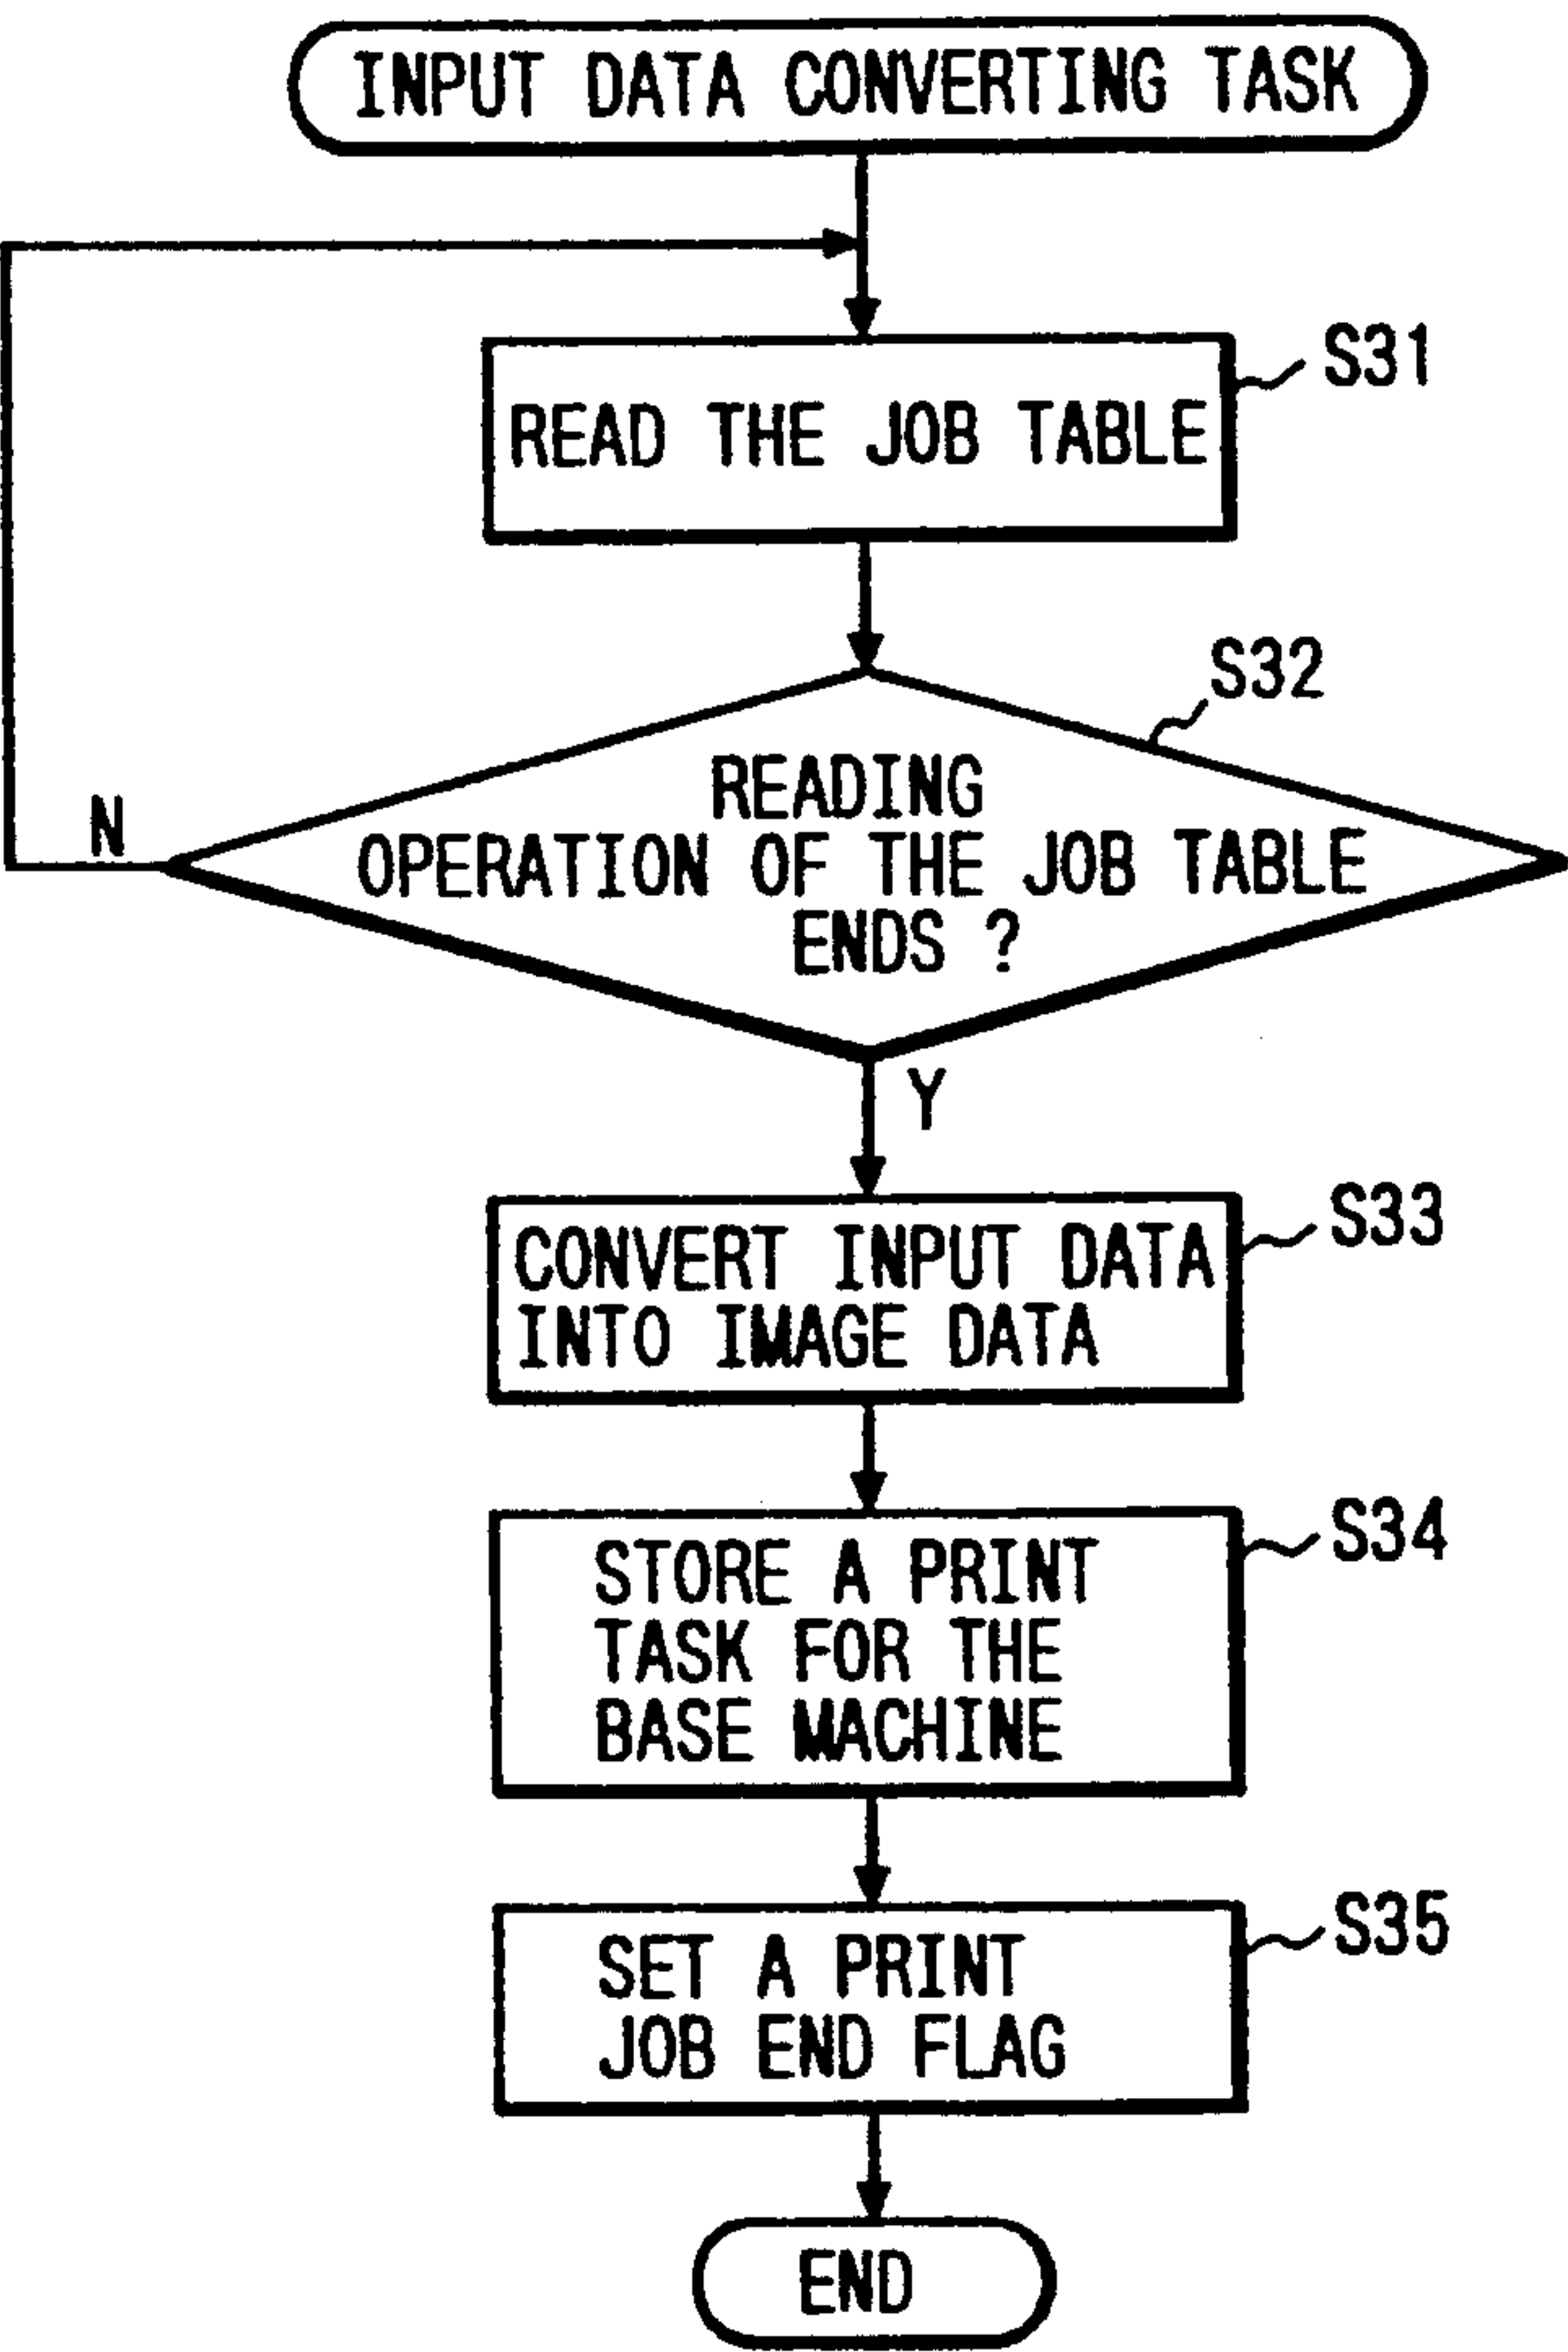 INPUT DATA CONVERTING TASK
S31
READ THE JOB TABLE
S32
READING
OPERATION OF THE JOB TABLE
ENDS ?
N
Y
S33
CONVERT INPUT DATA
INTO IMAGE DATA
S34
STORE A PRINT
TASK FOR THE
BASE MACHINE
S35
SET A PRINT
JOB END FLAG
END